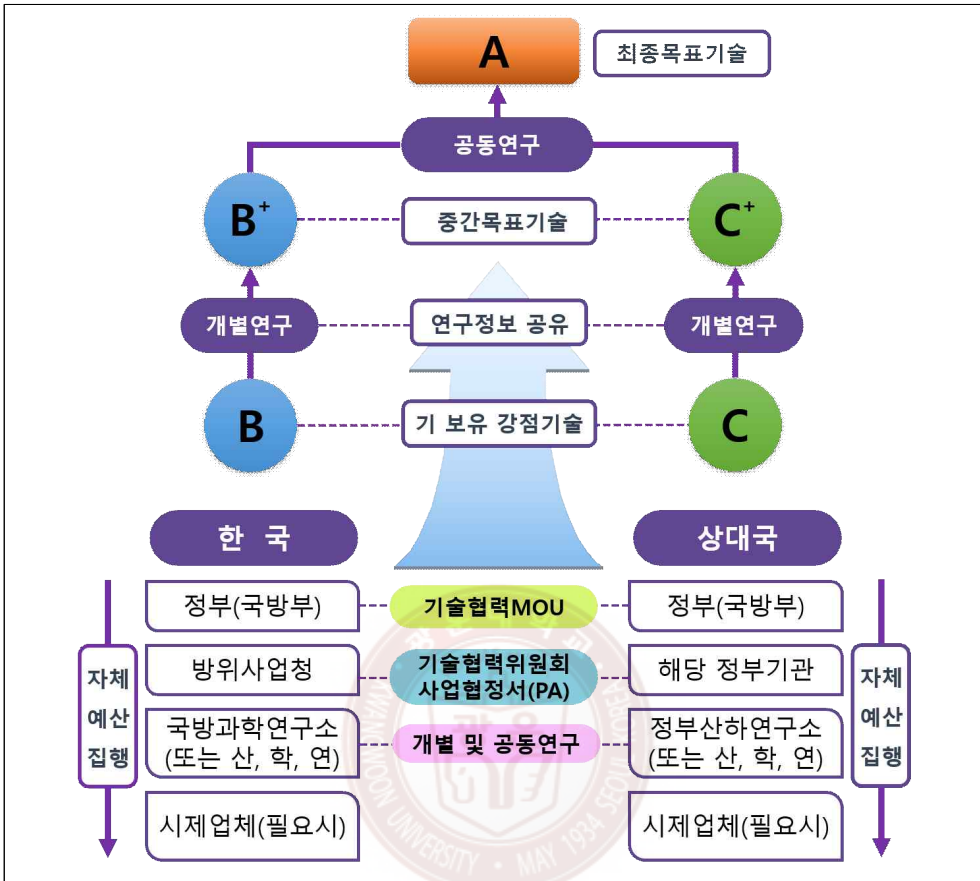 A
최종목표기술
공동연구
B+
중간목표기술
C+
개별연구
연구정보 공유
개별연구
B
기 보유 강점기술
C
한 국
상대국
정부(국방부)
기술협력MOU
정부(국방부)
자체
예산
집행
방위사업청
기술협력위원회
사업협정서(PA)
해당 정부기관
자체
예산
집행
국방과학연구소
(또는 산, 학, 연)
개별 및 공동연구
정부산하연구소
(또는 산, 학, 연)
시제업체(필요시)
시제업체(필요시)
KWANGWOON UNIVERSITY • MAY 1934 SEOUL